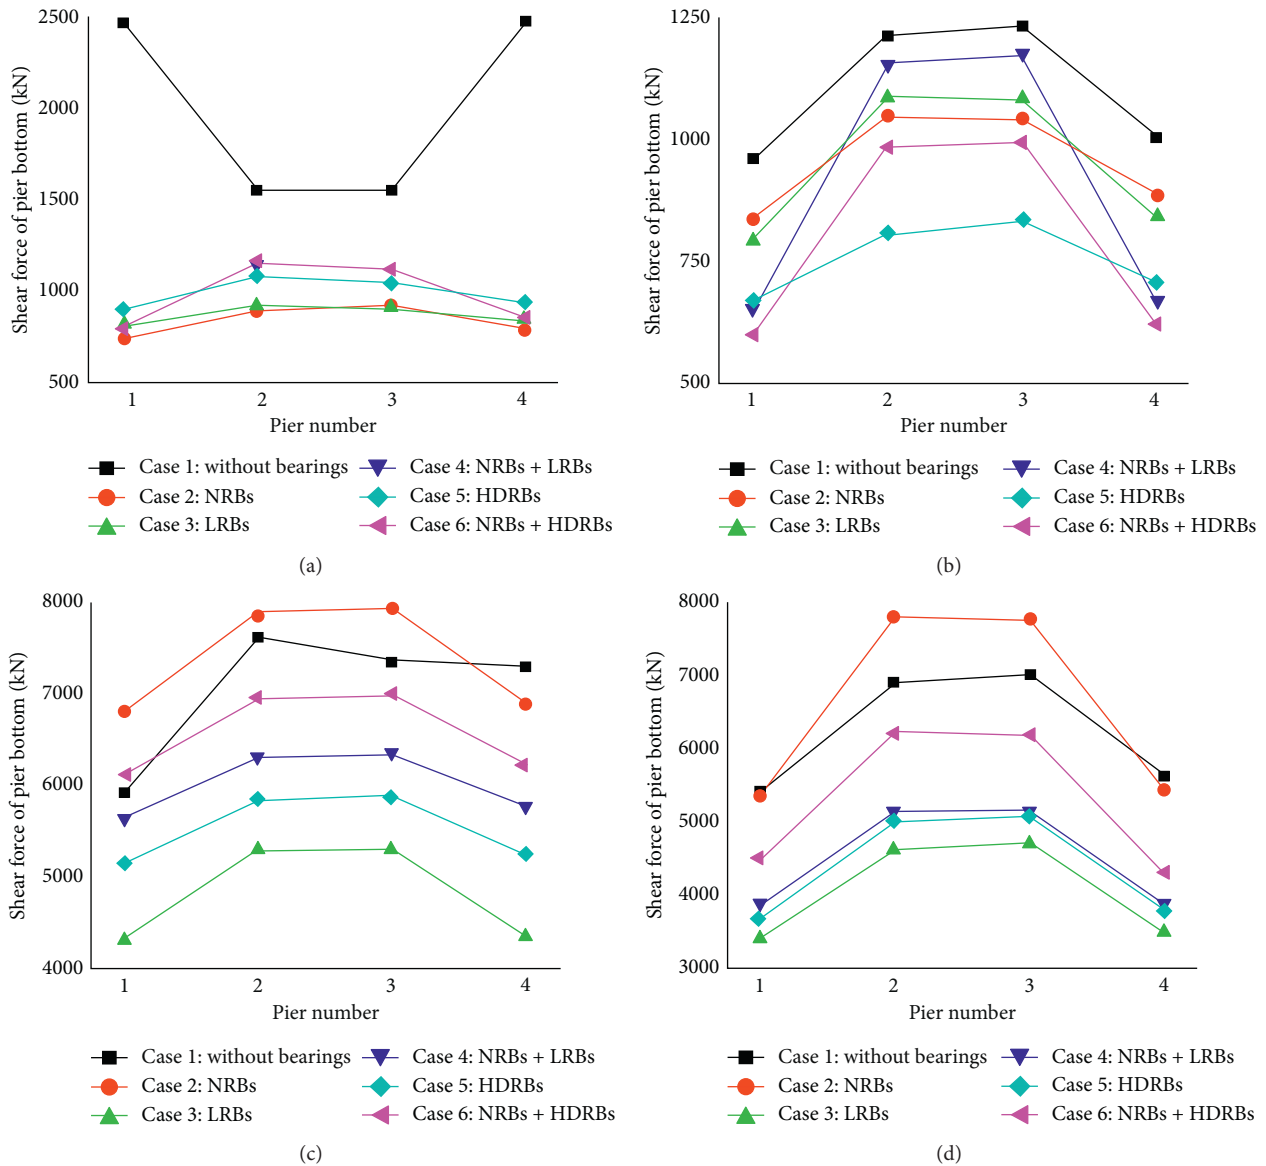 2500
2000
1500
1000
500
Shear force of pier bottom (kN)
1 2 3 4
Pier number
Case 1: without bearings
Case 2: NRBs
Case 3: LRBs
Case 4: NRBs + LRBs
Case 5: HDRBs
Case 6: NRBs + HDRBs
(a)
1250
1000
750
500
Shear force of pier bottom (kN)
1 2 3 4
Pier number
Case 1: without bearings
Case 2: NRBs
Case 3: LRBs
Case 4: NRBs + LRBs
Case 5: HDRBs
Case 6: NRBs + HDRBs
(b)
8000
7000
6000
5000
4000
Shear force of pier bottom (kN)
1 2 3 4
Pier number
Case 1: without bearings
Case 2: NRBs
Case 3: LRBs
Case 4: NRBs + LRBs
Case 5: HDRBs
Case 6: NRBs + HDRBs
(c)
8000
7000
6000
5000
4000
3000
Shear force of pier bottom (kN)
1 2 3 4
Pier number
Case 1: without bearings
Case 2: NRBs
Case 3: LRBs
Case 4: NRBs + LRBs
Case 5: HDRBs
Case 6: NRBs + HDRBs
(d)